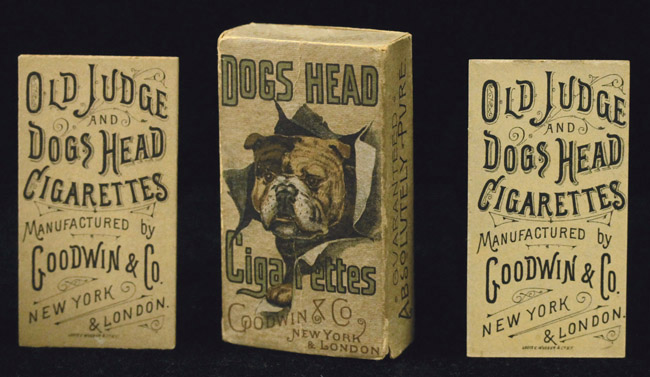 OLD JUDGE
AND
DOGS HEAD
CIGARETTES
MANUFACTURED by
GOODWIN & Co.
NEW YORK
& LONDON.
DOGS HEAD
Cigarettes
GOODWIN & Co.
NEW YORK
& LONDON
GUARANTEED
ABSOLUTELY PURE
OLD JUDGE
AND
DOGS HEAD
CIGARETTES
MANUFACTURED by
GOODWIN & Co.
NEW YORK
& LONDON.